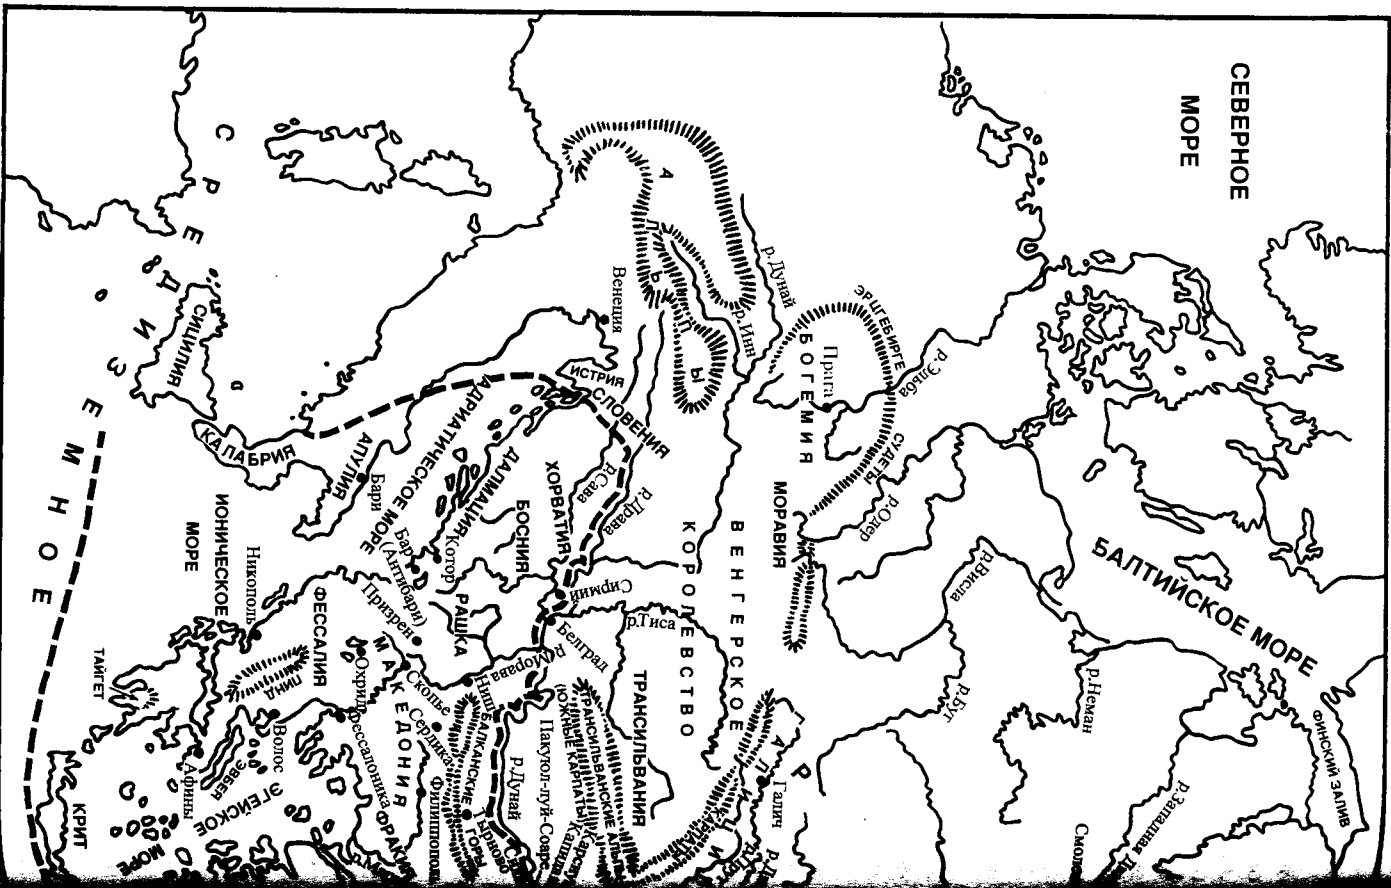 СЕВЕРНОЕ
МОРЕ
БАЛТИЙСКОЕ МОРЕ
ФИНСКИЙ ЗАЛИВ
р.Западная
р.Неман
р.Висла
р.Буг
р.Одер
р.Эльба
ЭРЦГЕБИРГЕ
СУДЕТЫ
БОГЕМИЯ
Прага
МОРАВИЯ
р.Дунай
р.Инн
АЛЬПЫ
АЛЬПЫ
Венеция
ИСТРИЯ
СЛОВЕНИЯ
р.Драва
р.Сава
ХОРВАТИЯ
БОСНИЯ
ДАЛМАЦИЯ
АДРИАТИЧЕСКОЕ МОРЕ
ВЕНГЕРСКОЕ
КОРОЛЕВСТВО
Галич
р.Прут
р.Тиса
ТРАНСИЛЬВАНИЯ
ТРАНСИЛЬВАНСКИЕ АЛЬПЫ
(ЮЖНЫЕ КАРПАТЫ)
Сирмий
Белград
р.Морава
Пакуюл-луй-Соаре
р.Дунай
РАШКА
Котор
Бар
(Антибари)
Призрен
Ниш
БАЛКАНСКИЕ ГОРЫ
Тырново
Скопье
Сердика
Филиппополь
МАКЕДОНИЯ
ФРАКИЯ
Охрид
Фессалоника
АПУЛИЯ
Бари
КАЛАБРИЯ
СИЦИЛИЯ
СРЕДИЗЕМНОЕ
ИОНИЧЕСКОЕ
МОРЕ
Никополь
ФЕССАЛИЯ
ПИНД
Волос
ЭВБЕЯ
Афины
ЭГЕЙСКОЕ
МОРЕ
ТАЙГЕТ
КРИТ